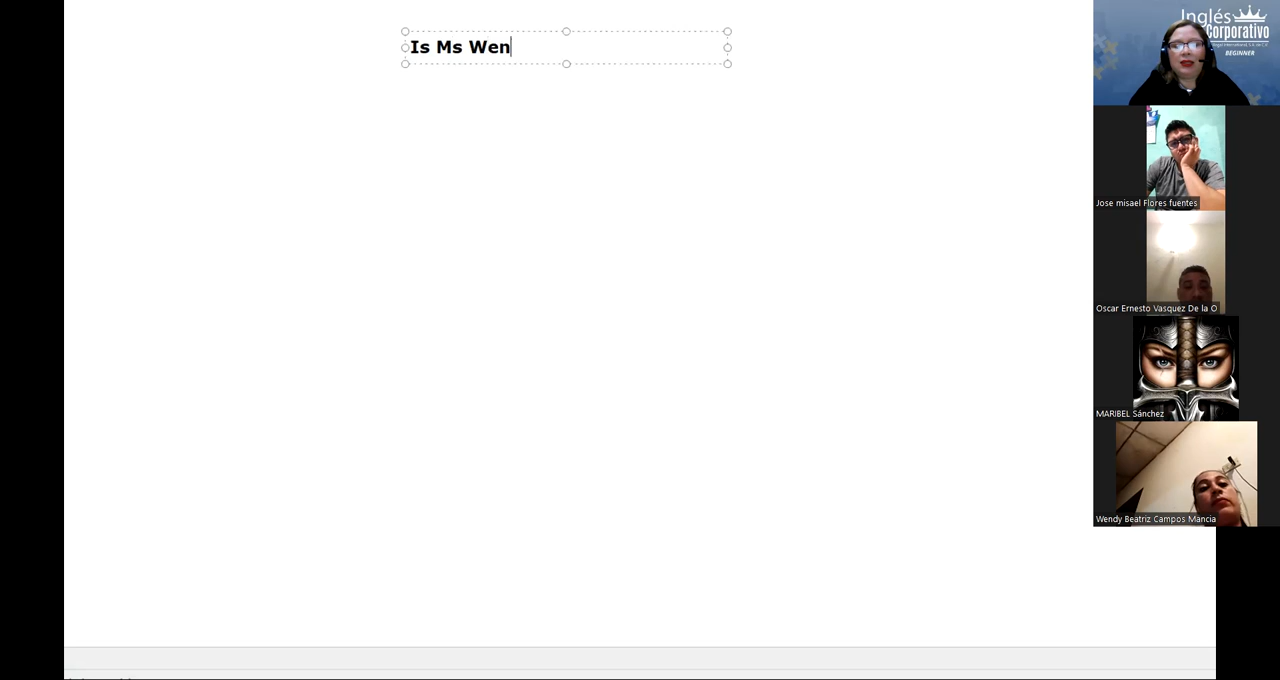 Is Ms Wen
Inglés
Corporativo
BEGINNER
Jose misael Flores fuentes
Oscar Ernesto Vasquez De la O
MARIBEL Sánchez
Wendy Beatriz Campos Mancia